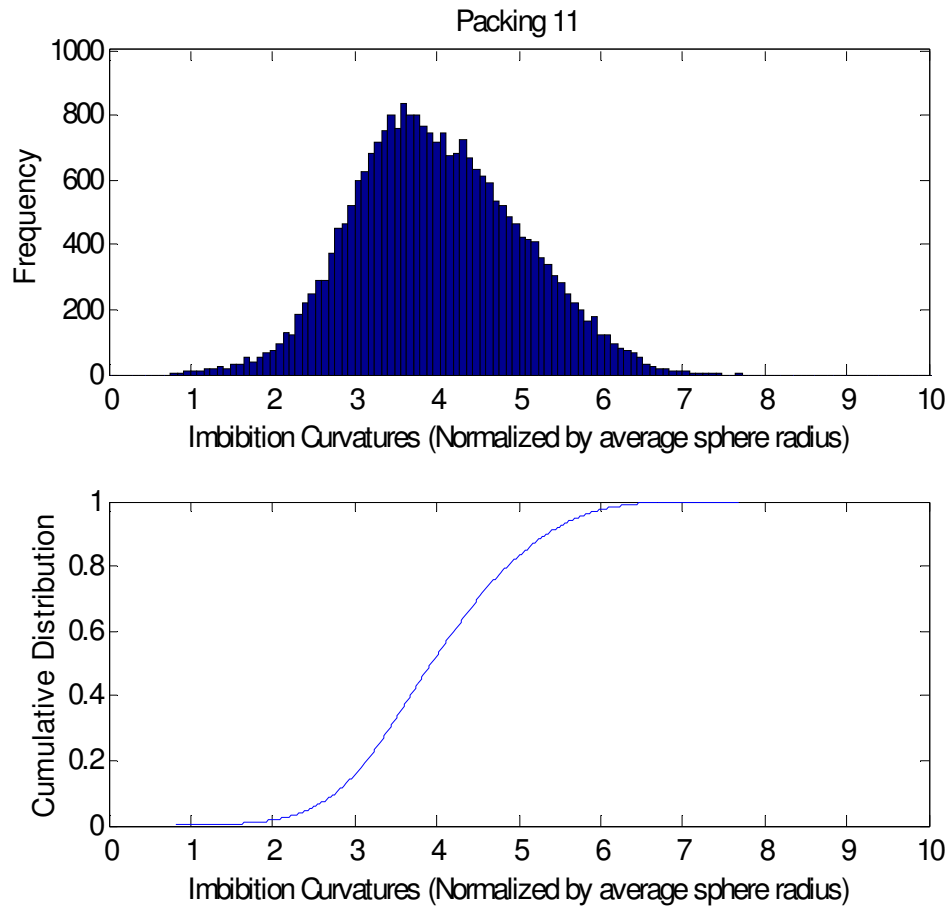 Packing 11
1000
800
600
400
200
0
Frequency
0 1 2 3 4 5 6 7 8 9 10
Imbibition Curvatures (Normalized by average sphere radius)
1
0.8
0.6
0.4
0.2
0
Cumulative Distribution
0 1 2 3 4 5 6 7 8 9 10
Imbibition Curvatures (Normalized by average sphere radius)